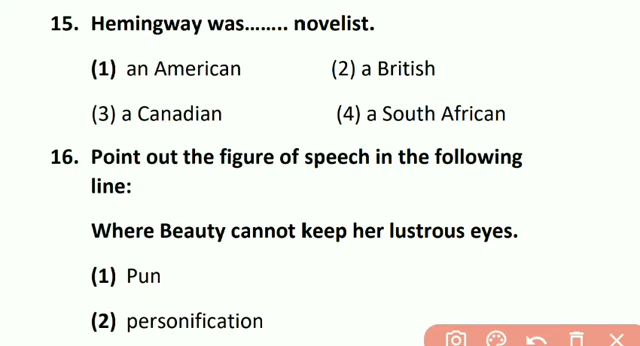 15. Hemingway was........ novelist.
(1) an American (2) a British
(3) a Canadian (4) a South African
16. Point out the figure of speech in the following
line:
Where Beauty cannot keep her lustrous eyes.
(1) Pun
(2) personification